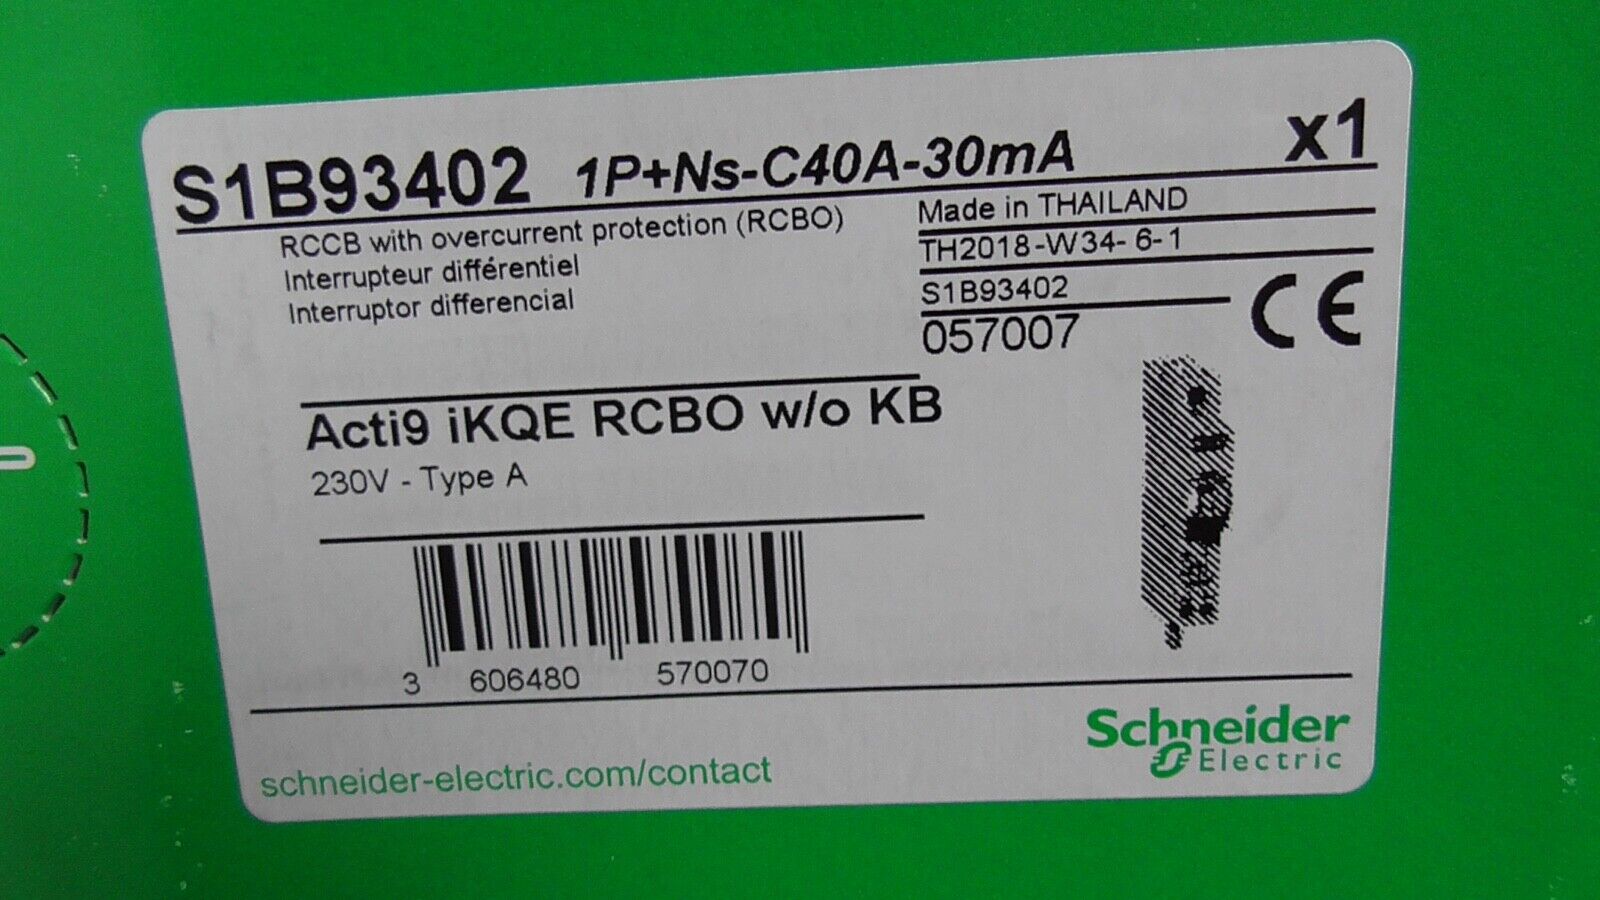 S1B93402 1P+Ns-C40A-30mA x1
RCCB with overcurrent protection (RCBO)
Interrupteur différentiel
Interruptor differencial
Made in THAILAND
TH2018-W34-6-1
S1B93402
057007
CE
Acti9 iKQE RCBO w/o KB
230V - Type A
3 606480 570070
schneider-electric.com/contact
Schneider
Electric